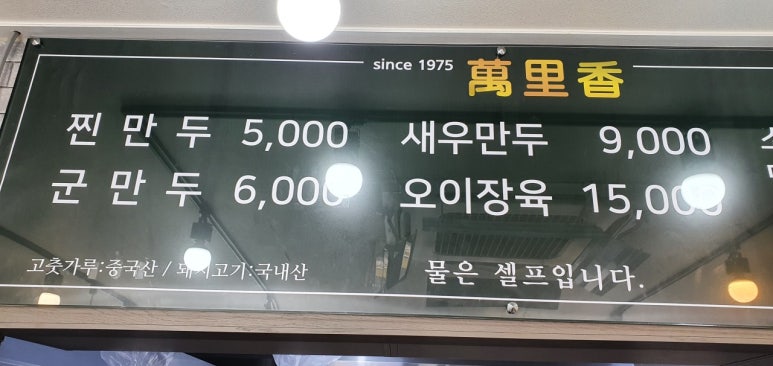 since 1975 萬里香
찐만두 5,000 새우만두 9,000
군만두 6,000 오이장육 15,000
고춧가루:중국산 / 돼지고기:국내산 물은 셀프입니다.